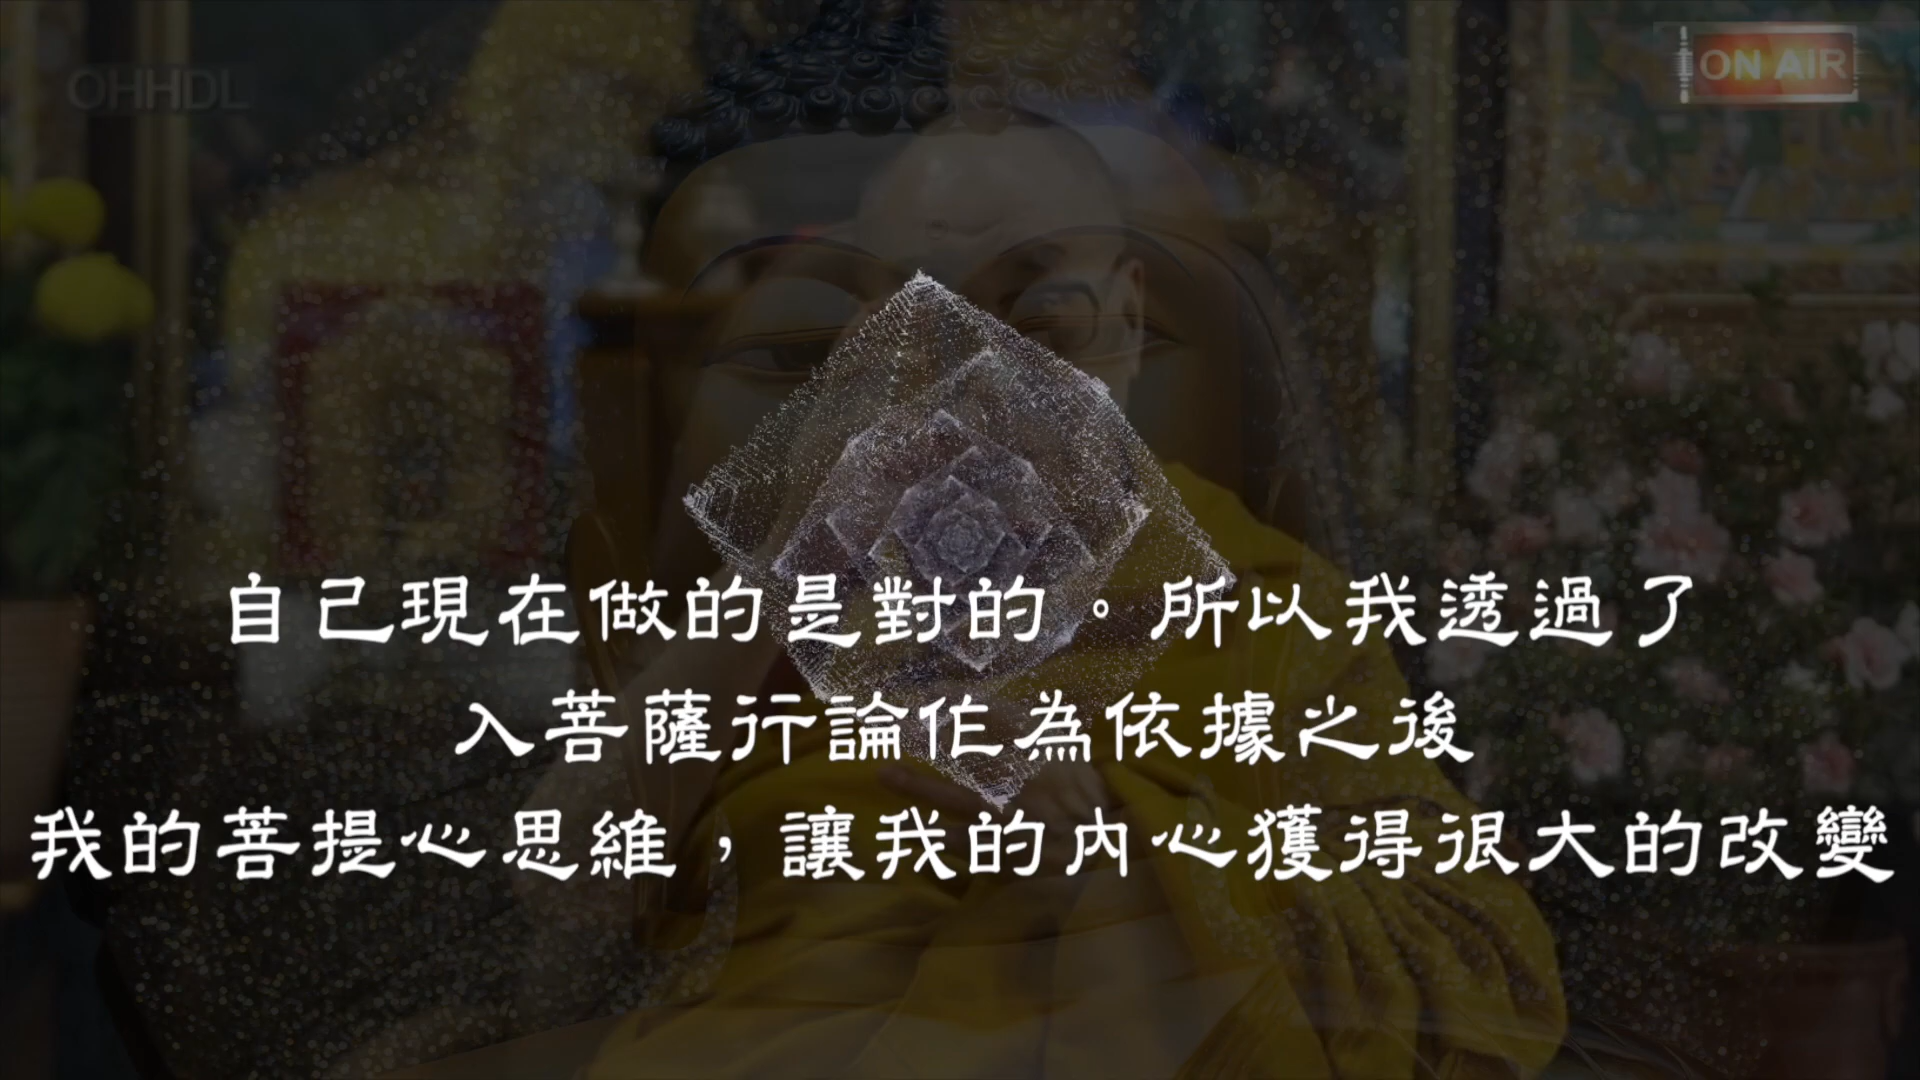 OHHDL
ON AIR
自己現在做的是對的。所以我透過了
入菩薩行論作為依據之後
我的菩提心思維，讓我的內心獲得很大的改變